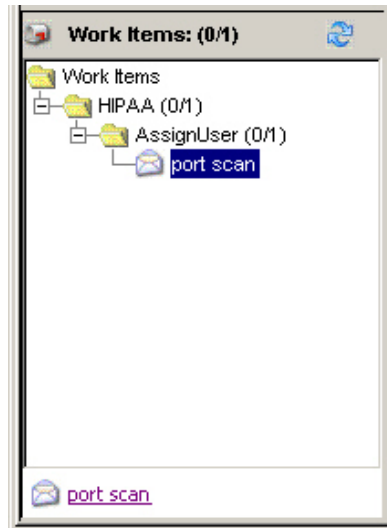 Work Items: (0/1)
Work Items
HIPAA (0/1)
AssignUser (0/1)
port scan
port scan